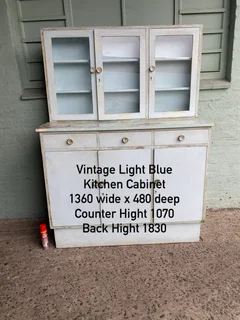 Vintage Light Blue
Kitchen Cabinet
1360 wide x 480 deep
Counter Hight 1070
Back Hight 1830